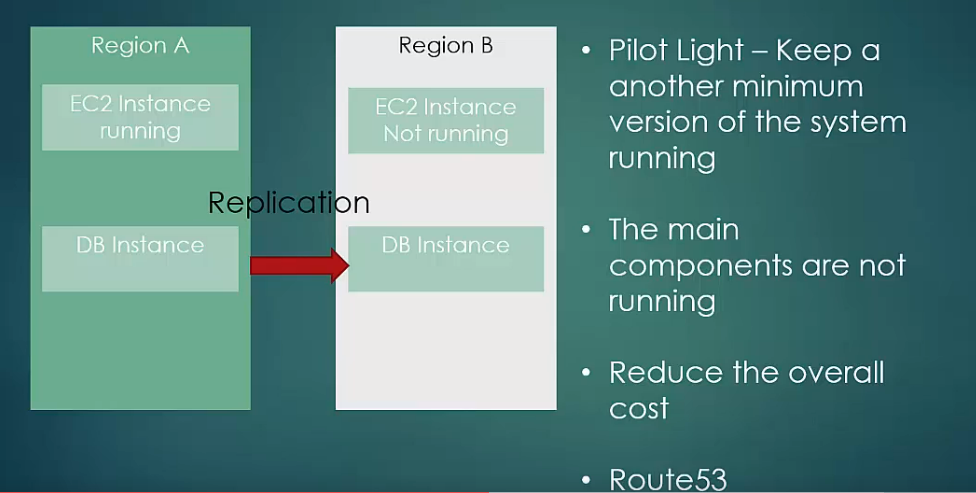 Region A
EC2 Instance
running
DB Instance
Replication
Region B
EC2 Instance
Not running
DB Instance
• Pilot Light – Keep a
another minimum
version of the system
running
• The main
components are not
running
• Reduce the overall
cost
• Route53